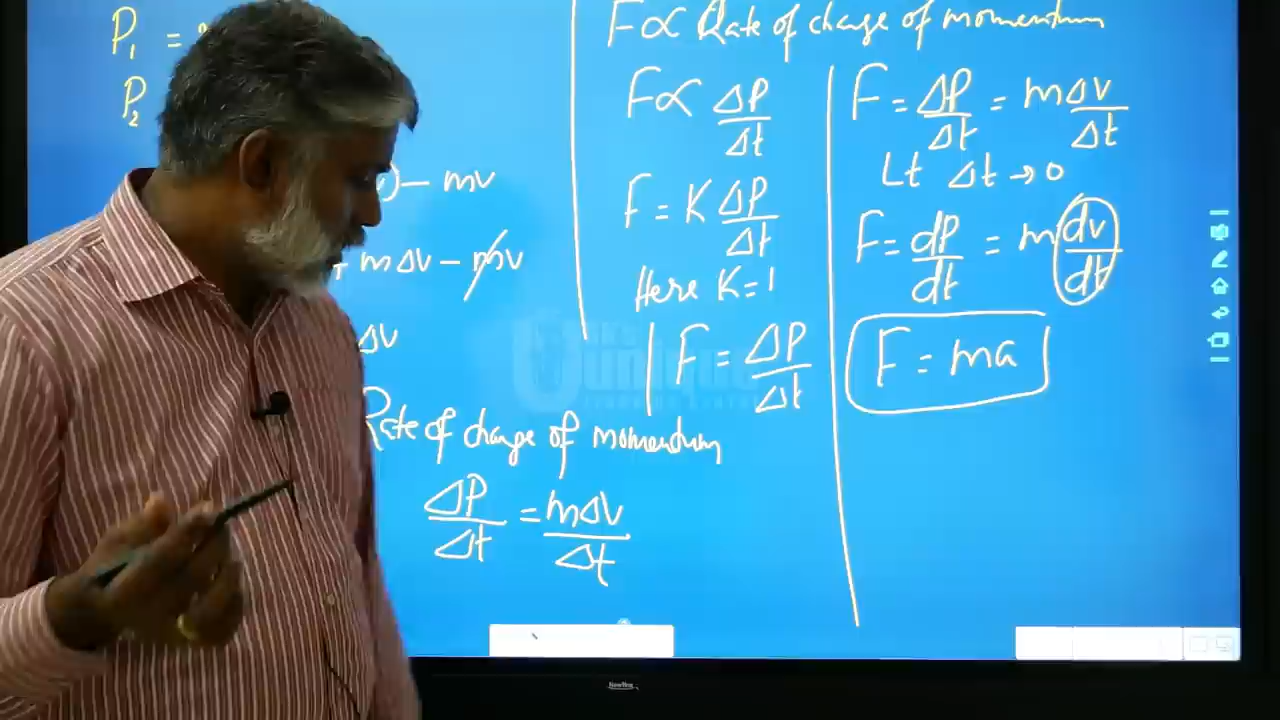 P₁ =
P₂
) – mv
+ mΔv – mv
Δv
Rate of change of momentum
ΔP/Δt = mΔv/Δt
F∝ Rate of change of momentum
F∝ ΔP/Δt
F = K ΔP/Δt
Here K=1
F = ΔP/Δt
F = ΔP/Δt = mΔv/Δt
Lt Δt→0
F = dP/dt = m dv/dt
F = ma
unique
Newline